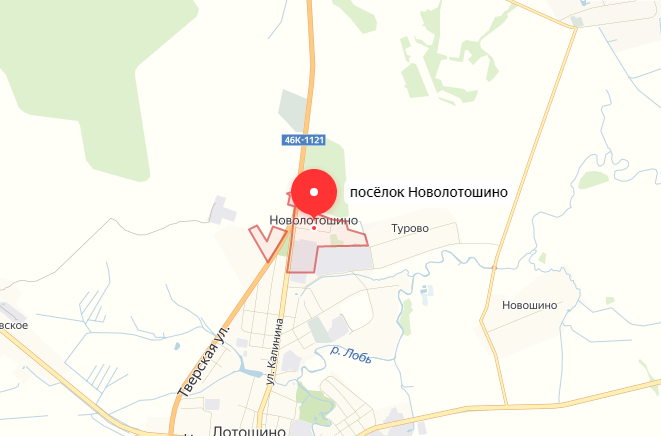 46К-1121
посёлок Новолотошино
Новолотошино
Турово
Новошино
вское
Тверская ул.
ул. Калинина
р. Лобь
Лотошино